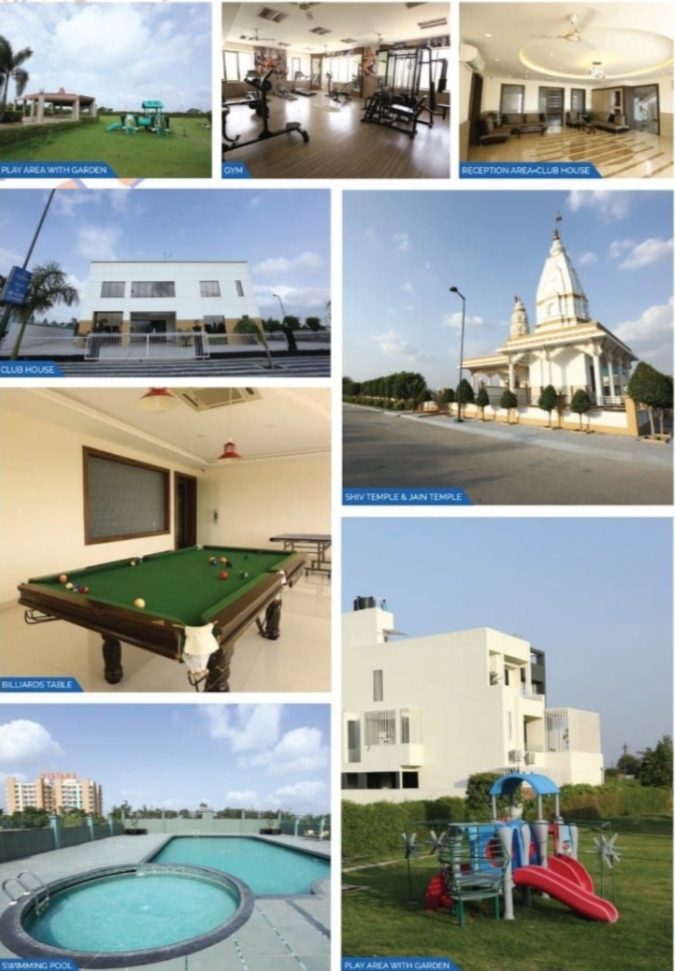 PLAY AREA WITH GARDEN
GYM
RECEPTION AREA-CLUB HOUSE
CLUB HOUSE
SHIV TEMPLE & JAIN TEMPLE
BILLIARDS TABLE
VISTARA
SWIMMING POOL
PLAY AREA WITH GARDEN